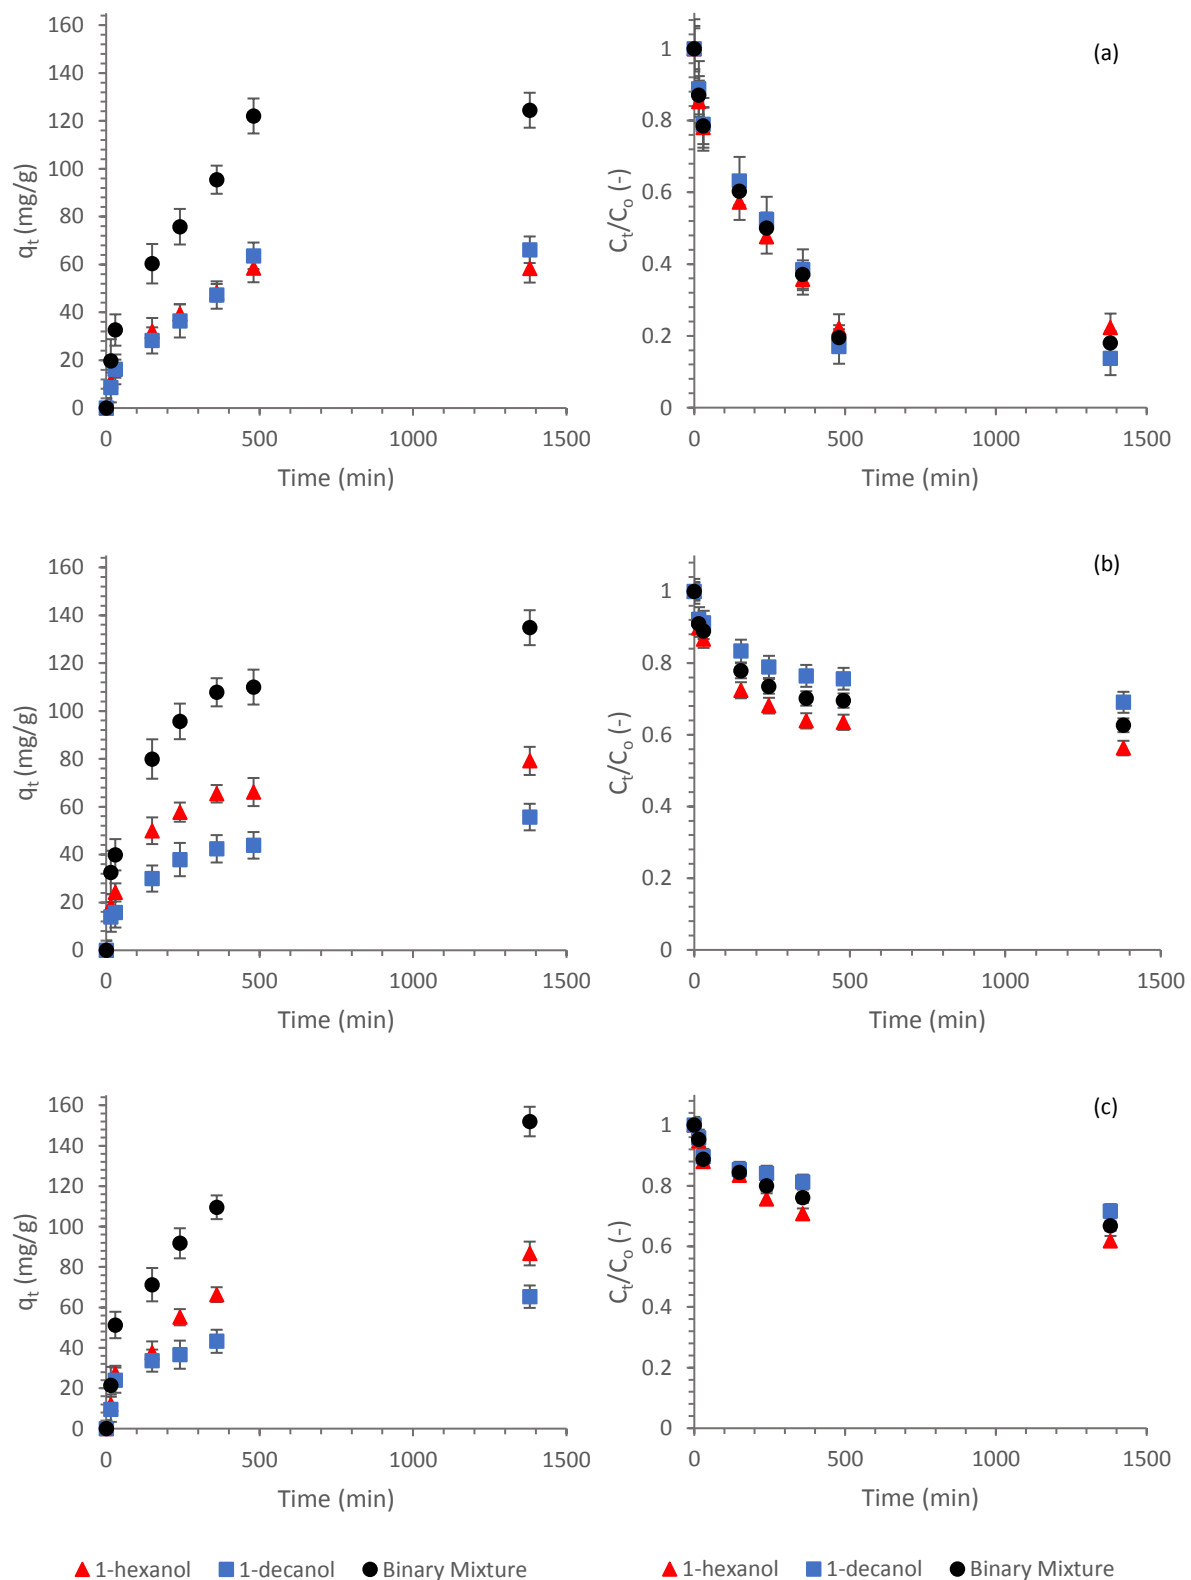 160
140
120
100
80
60
40
20
0
qt (mg/g)
0 500 1000 1500
Time (min)
(a)
1
0.8
0.6
0.4
0.2
0
Ct/Co (-)
0 500 1000 1500
Time (min)
160
140
120
100
80
60
40
20
0
qt (mg/g)
0 500 1000 1500
Time (min)
(b)
1
0.8
0.6
0.4
0.2
0
Ct/Co (-)
0 500 1000 1500
Time (min)
160
140
120
100
80
60
40
20
0
qt (mg/g)
0 500 1000 1500
Time (min)
(c)
1
0.8
0.6
0.4
0.2
0
Ct/Co (-)
0 500 1000 1500
Time (min)
1-hexanol 1-decanol Binary Mixture
1-hexanol 1-decanol Binary Mixture